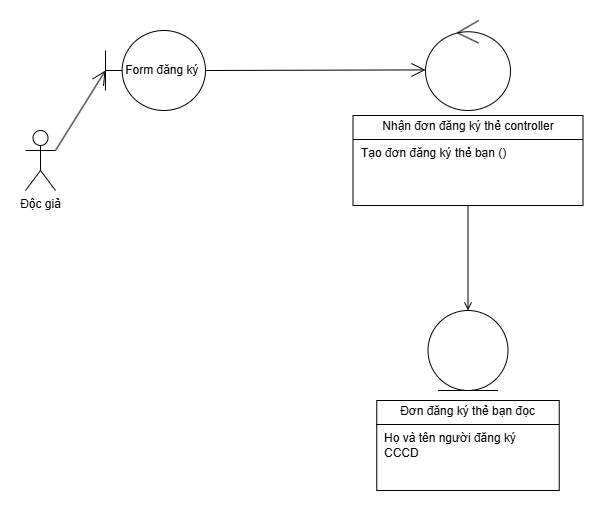 Form đăng ký
Độc giả
Nhận đơn đăng ký thẻ controller
Tạo đơn đăng ký thẻ bạn ()
Đơn đăng ký thẻ bạn đọc
Họ và tên người đăng ký
CCCD